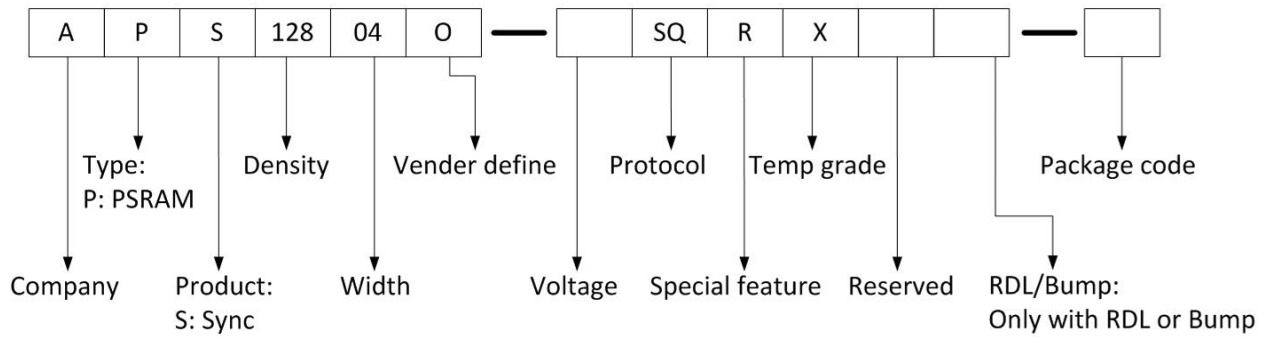 A P S 128 04 O — SQ R X —
Type: Density Vender define Protocol Temp grade Package code
P: PSRAM
Company Product: Width Voltage Special feature Reserved RDL/Bump:
S: Sync Only with RDL or Bump